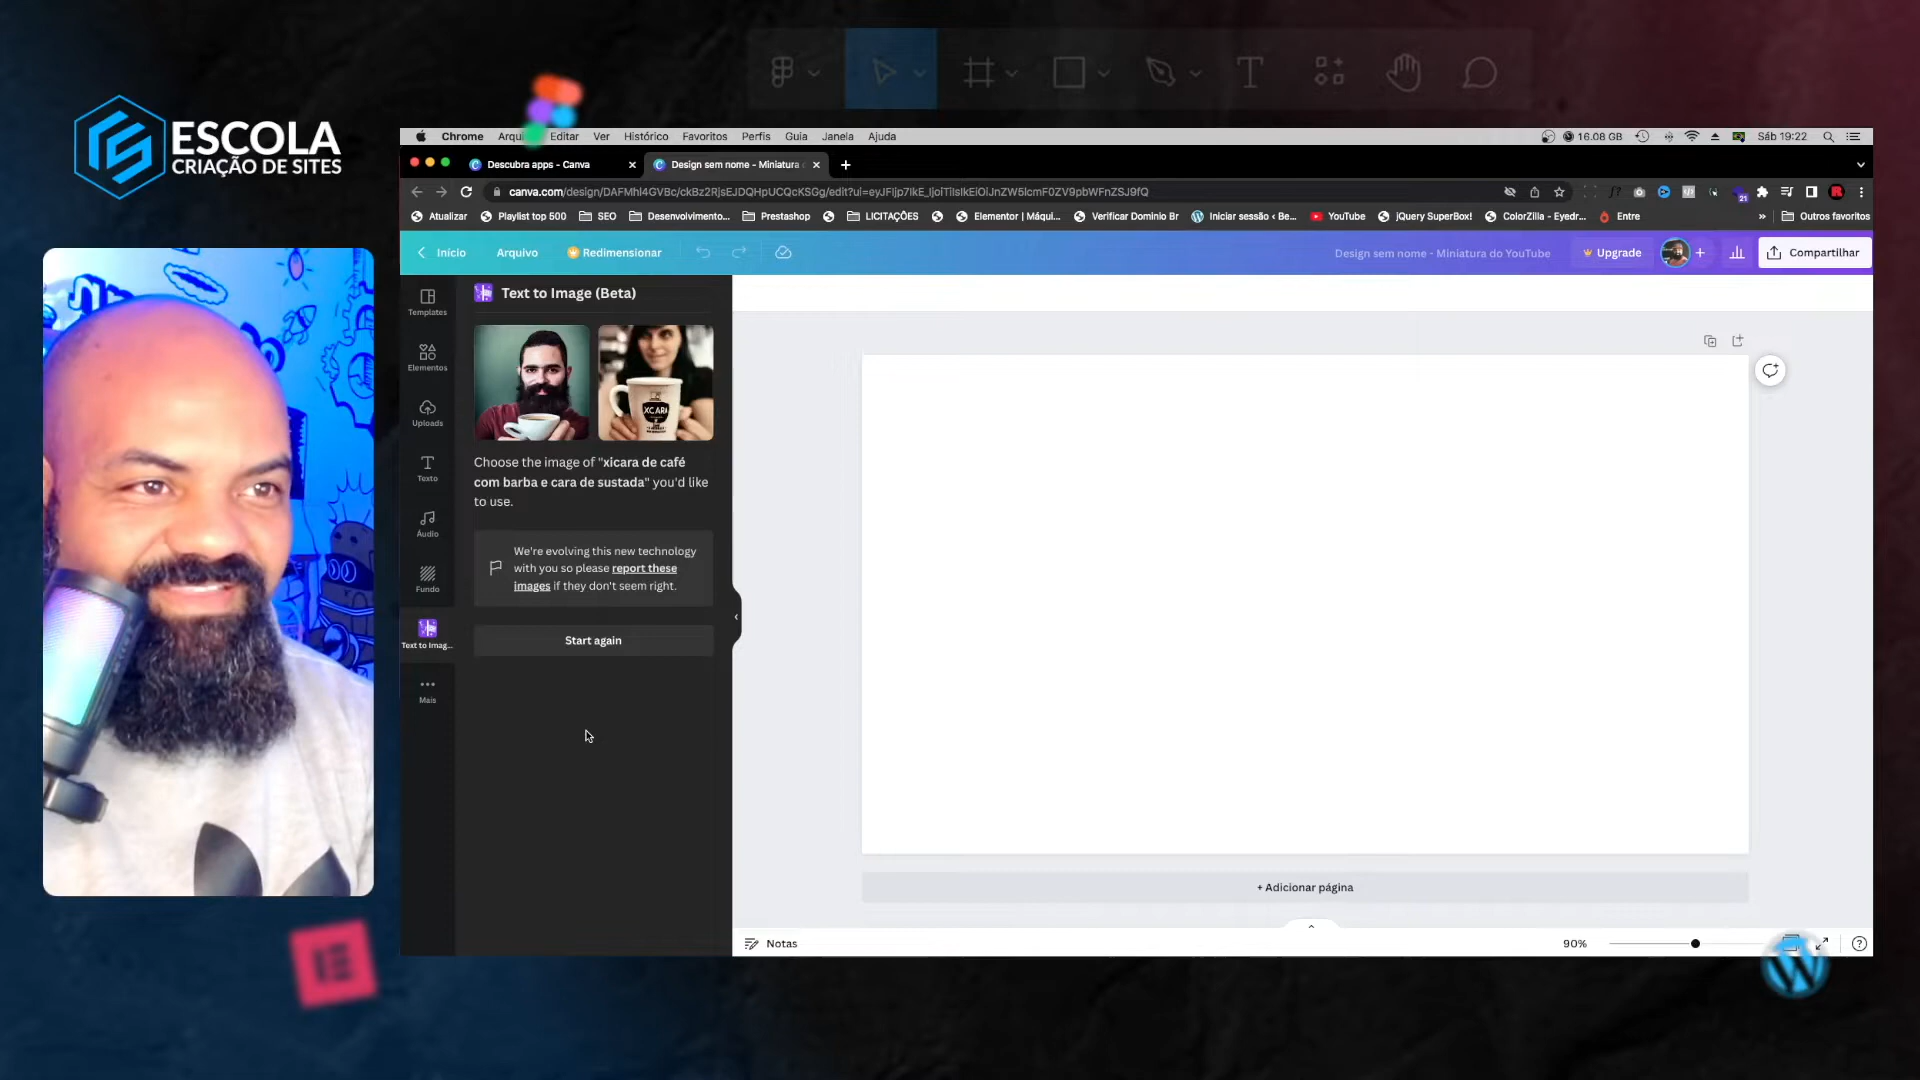 ESCOLA
CRIAÇÃO DE SITES
Chrome Editar Ver Histórico Favoritos Perfis Guia Janela Ajuda
16.08 GB Sáb 19:22
Descubra apps - Canva
Design sem nome - Miniatura
canva.com/design/
Atualizar Playlist top 500 SEO Desenvolvimento... Prestashop LICITAÇÕES Elementor | Máqui... Verificar Dominio Br Iniciar sessão ‹ Be... YouTube jQuery SuperBox! ColorZilla - Eyedr... Entre » Outros favoritos
21
Início Arquivo Redimensionar Design sem nome - Miniatura do YouTube Upgrade + Compartilhar
Templates
Elementos
Uploads
Texto
Áudio
Fundo
Text to Imag...
Mais
Text to Image (Beta)
XCARA
Choose the image of "xicara de café
com barba e cara de sustada" you'd like
to use.
We're evolving this new technology
with you so please report these
images if they don't seem right.
Start again
+ Adicionar página
Notas
90%